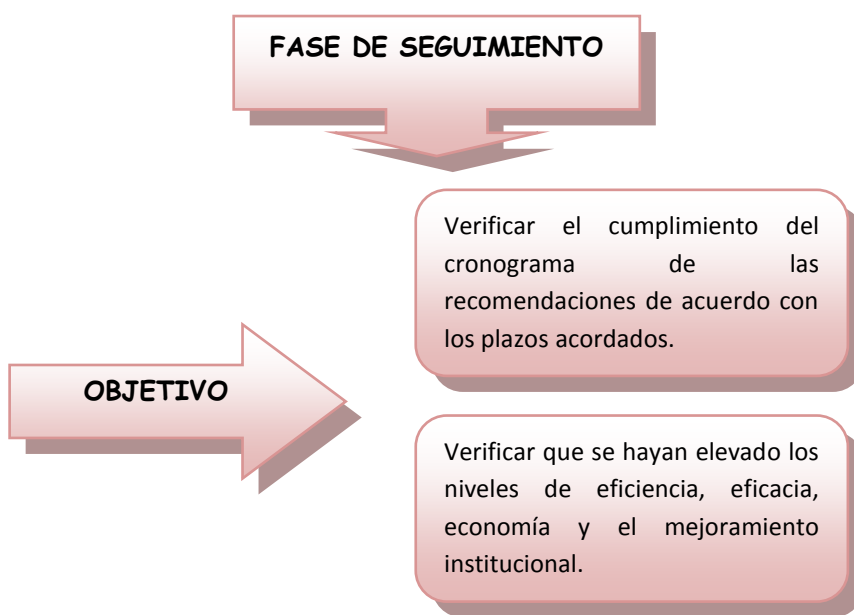 FASE DE SEGUIMIENTO
Verificar el cumplimiento del
cronograma de las
recomendaciones de acuerdo con
los plazos acordados.
OBJETIVO
Verificar que se hayan elevado los
niveles de eficiencia, eficacia,
economía y el mejoramiento
institucional.